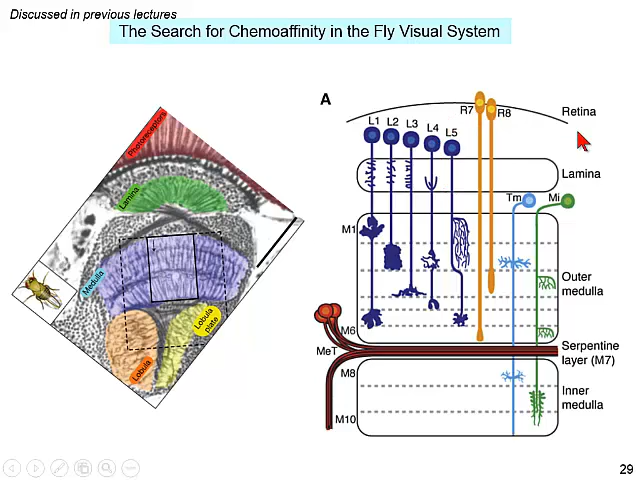 Discussed in previous lectures
The Search for Chemoaffinity in the Fly Visual System
Photoreceptors
Lamina
Medulla
Lobula
Lobula
plate
A
R7
R8
Retina
L1 L2 L3 L4 L5
Lamina
Tm
Mi
M1
Outer
medulla
M6
MeT
Serpentine
layer (M7)
M8
Inner
medulla
M10
29